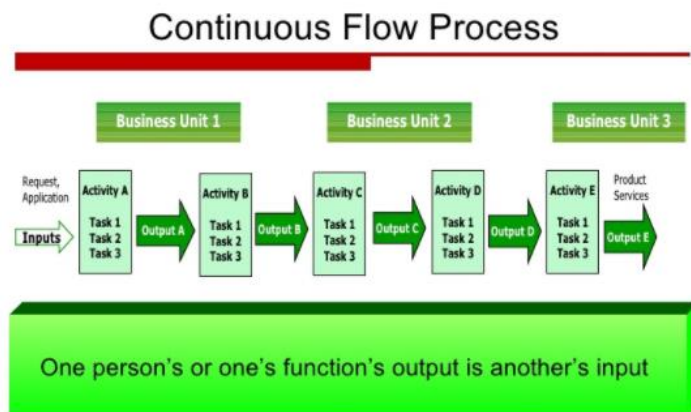 Continuous Flow Process
Business Unit 1
Business Unit 2
Business Unit 3
Request,
Application
Inputs
Activity A
Task 1
Task 2
Task 3
Output A
Activity B
Task 1
Task 2
Task 3
Output B
Activity C
Task 1
Task 2
Task 3
Output C
Activity D
Task 1
Task 2
Task 3
Output D
Activity E
Task 1
Task 2
Task 3
Product
Services
Output E
One person's or one's function's output is another's input